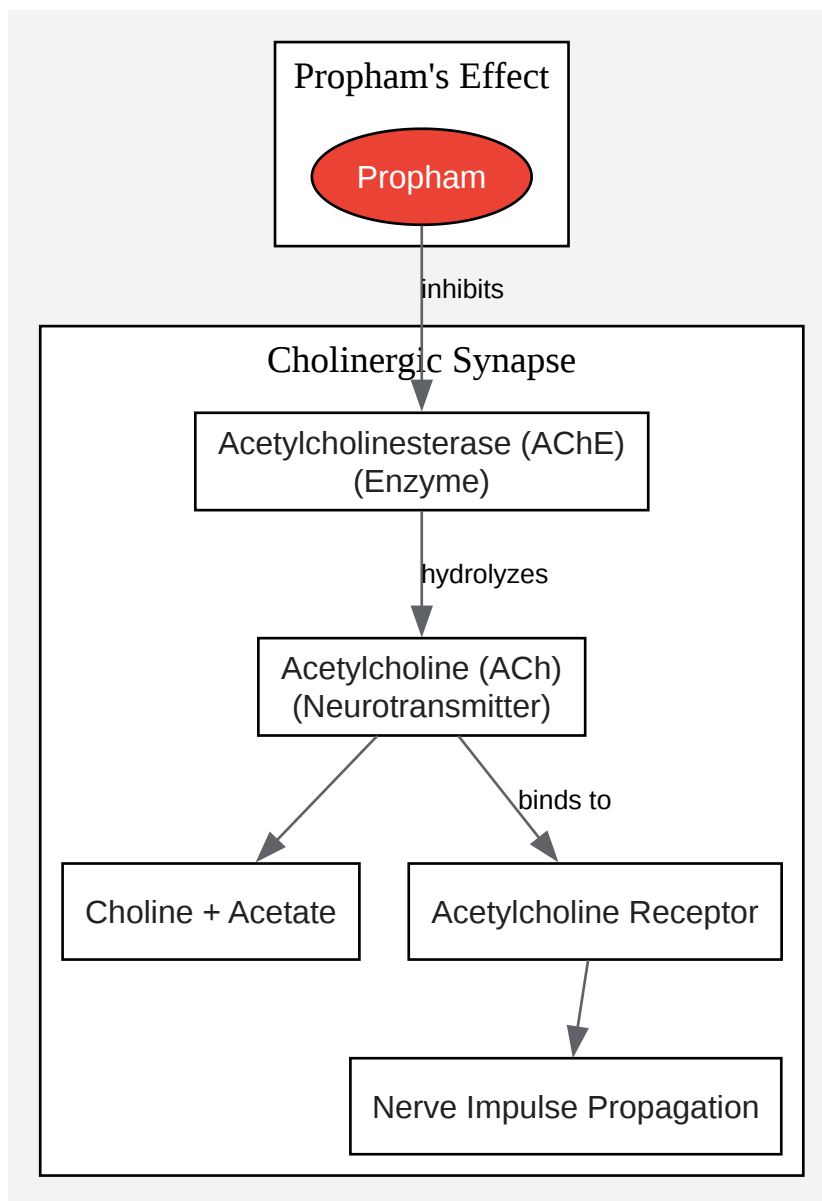 Propham's Effect
Propham
inhibits
Cholinergic Synapse
Acetylcholinesterase (AChE)
(Enzyme)
hydrolyzes
Acetylcholine (ACh)
(Neurotransmitter)
binds to
Choline + Acetate
Acetylcholine Receptor
Nerve Impulse Propagation